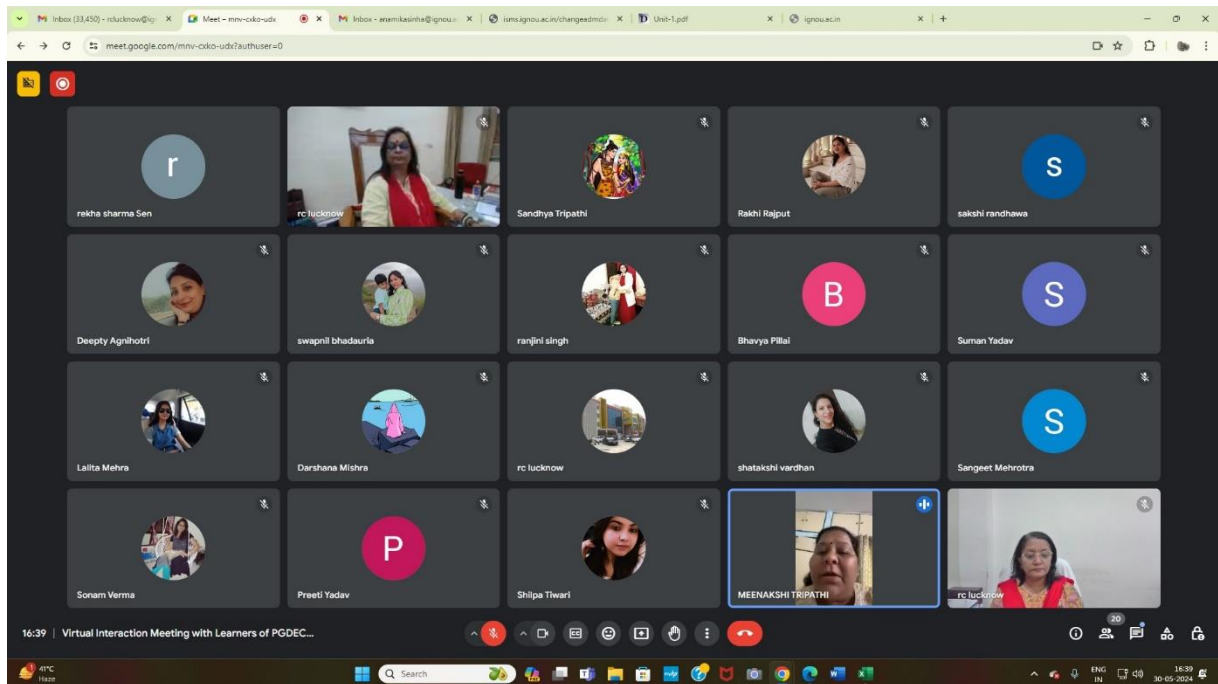 Inbox (33,450) - rclucknow@ig
Meet – mnv-cxko-udx
Inbox - anamikasinha@ignou.a
isms.ignou.ac.in/changeadmdat
Unit-1.pdf
ignou.ac.in
meet.google.com/mnv-cxko-udx?authuser=0
r
rekha sharma Sen
rc lucknow
Sandhya Tripathi
Rakhi Rajput
s
sakshi randhawa
Deepty Agnihotri
swapnil bhadauria
ranjini singh
B
Bhavya Pillai
S
Suman Yadav
Lalita Mehra
Darshana Mishra
rc lucknow
shatakshi vardhan
S
Sangeet Mehrotra
Sonam Verma
P
Preeti Yadav
Shilpa Tiwari
MEENAKSHI TRIPATHI
rc lucknow
16:39 | Virtual Interaction Meeting with Learners of PGDEC...
20
41°C
Haze
Search
ENG
IN
16:39
30-05-2024